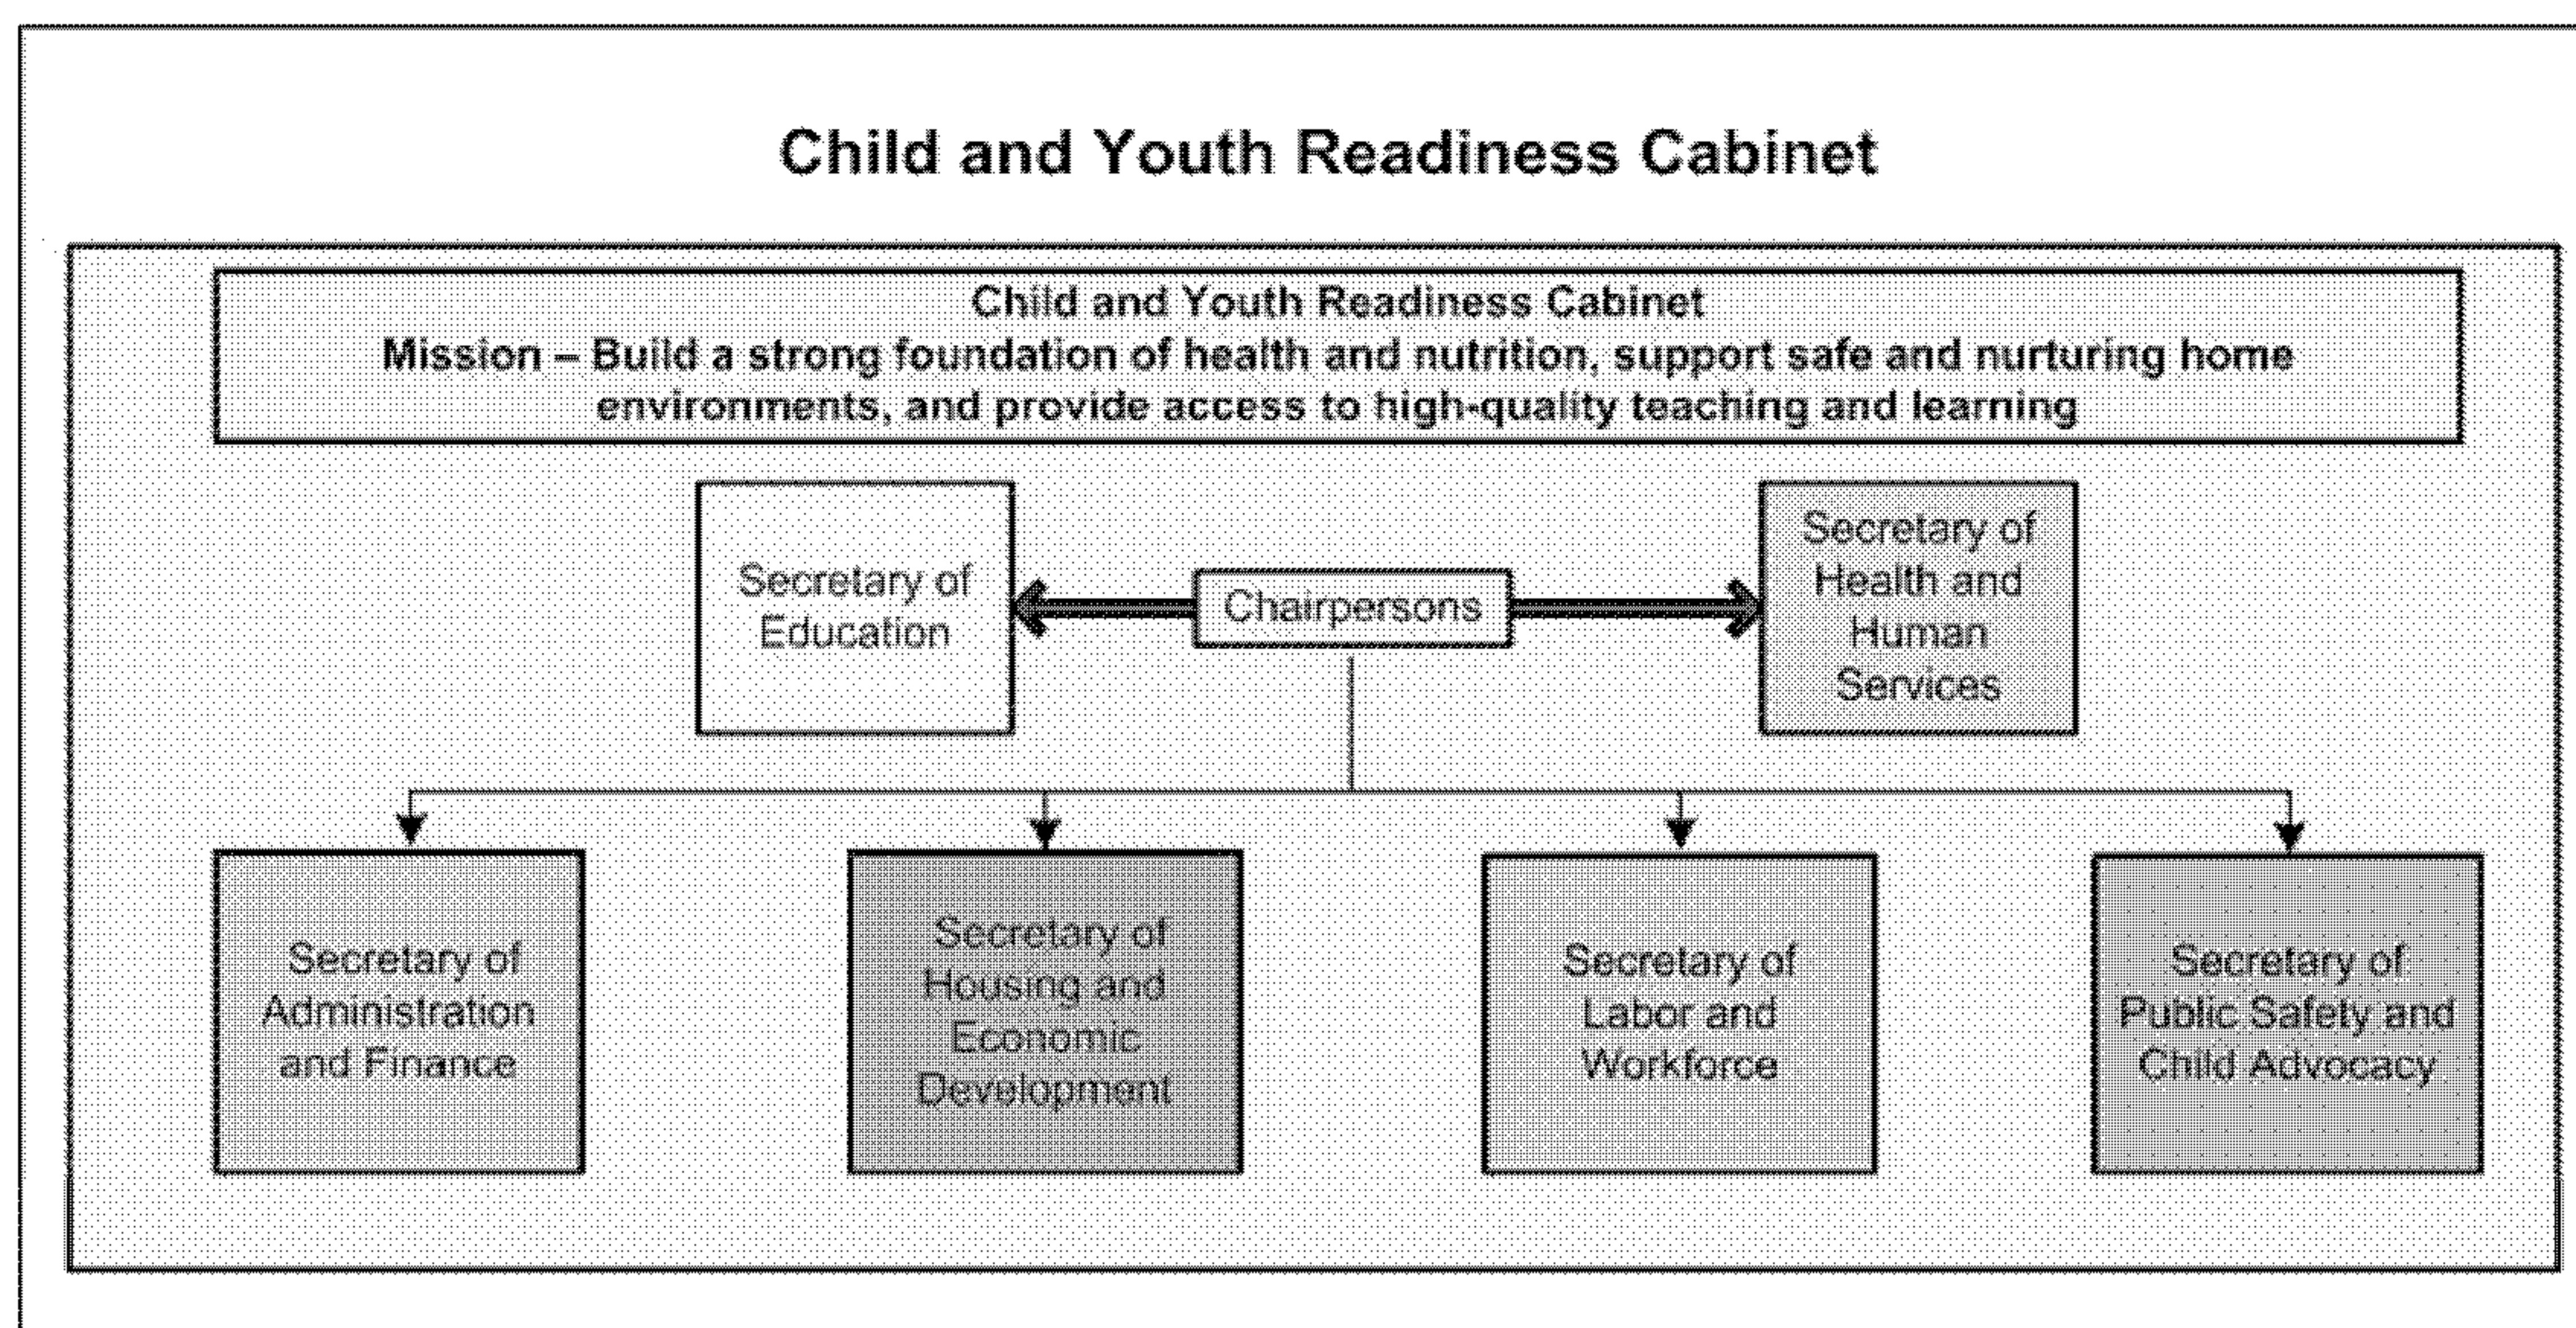 Child and Youth Readiness Cabinet
Child and Youth Readiness Cabinet
Mission – Build a strong foundation of health and nutrition, support safe and nurturing home
environments, and provide access to high-quality teaching and learning
Secretary of
Education
Chairpersons
Secretary of
Health and
Human
Services
Secretary of
Administration
and Finance
Secretary of
Housing and
Economic
Development
Secretary of
Labor and
Workforce
Secretary of
Public Safety and
Child Advocacy